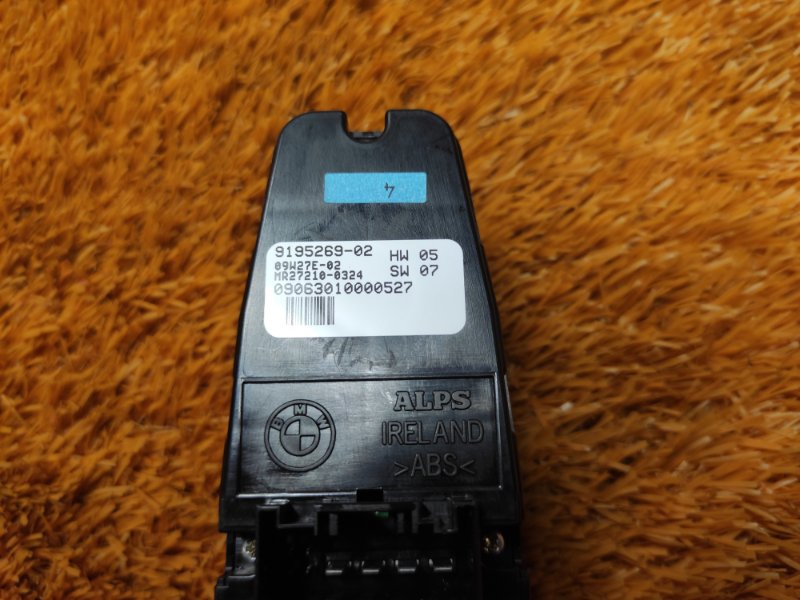 4
9195269-02 HW 05
09W27E-02
MR27210-0324 SW 07
09063010000527
BMW
ALPS
IRELAND
>ABS<